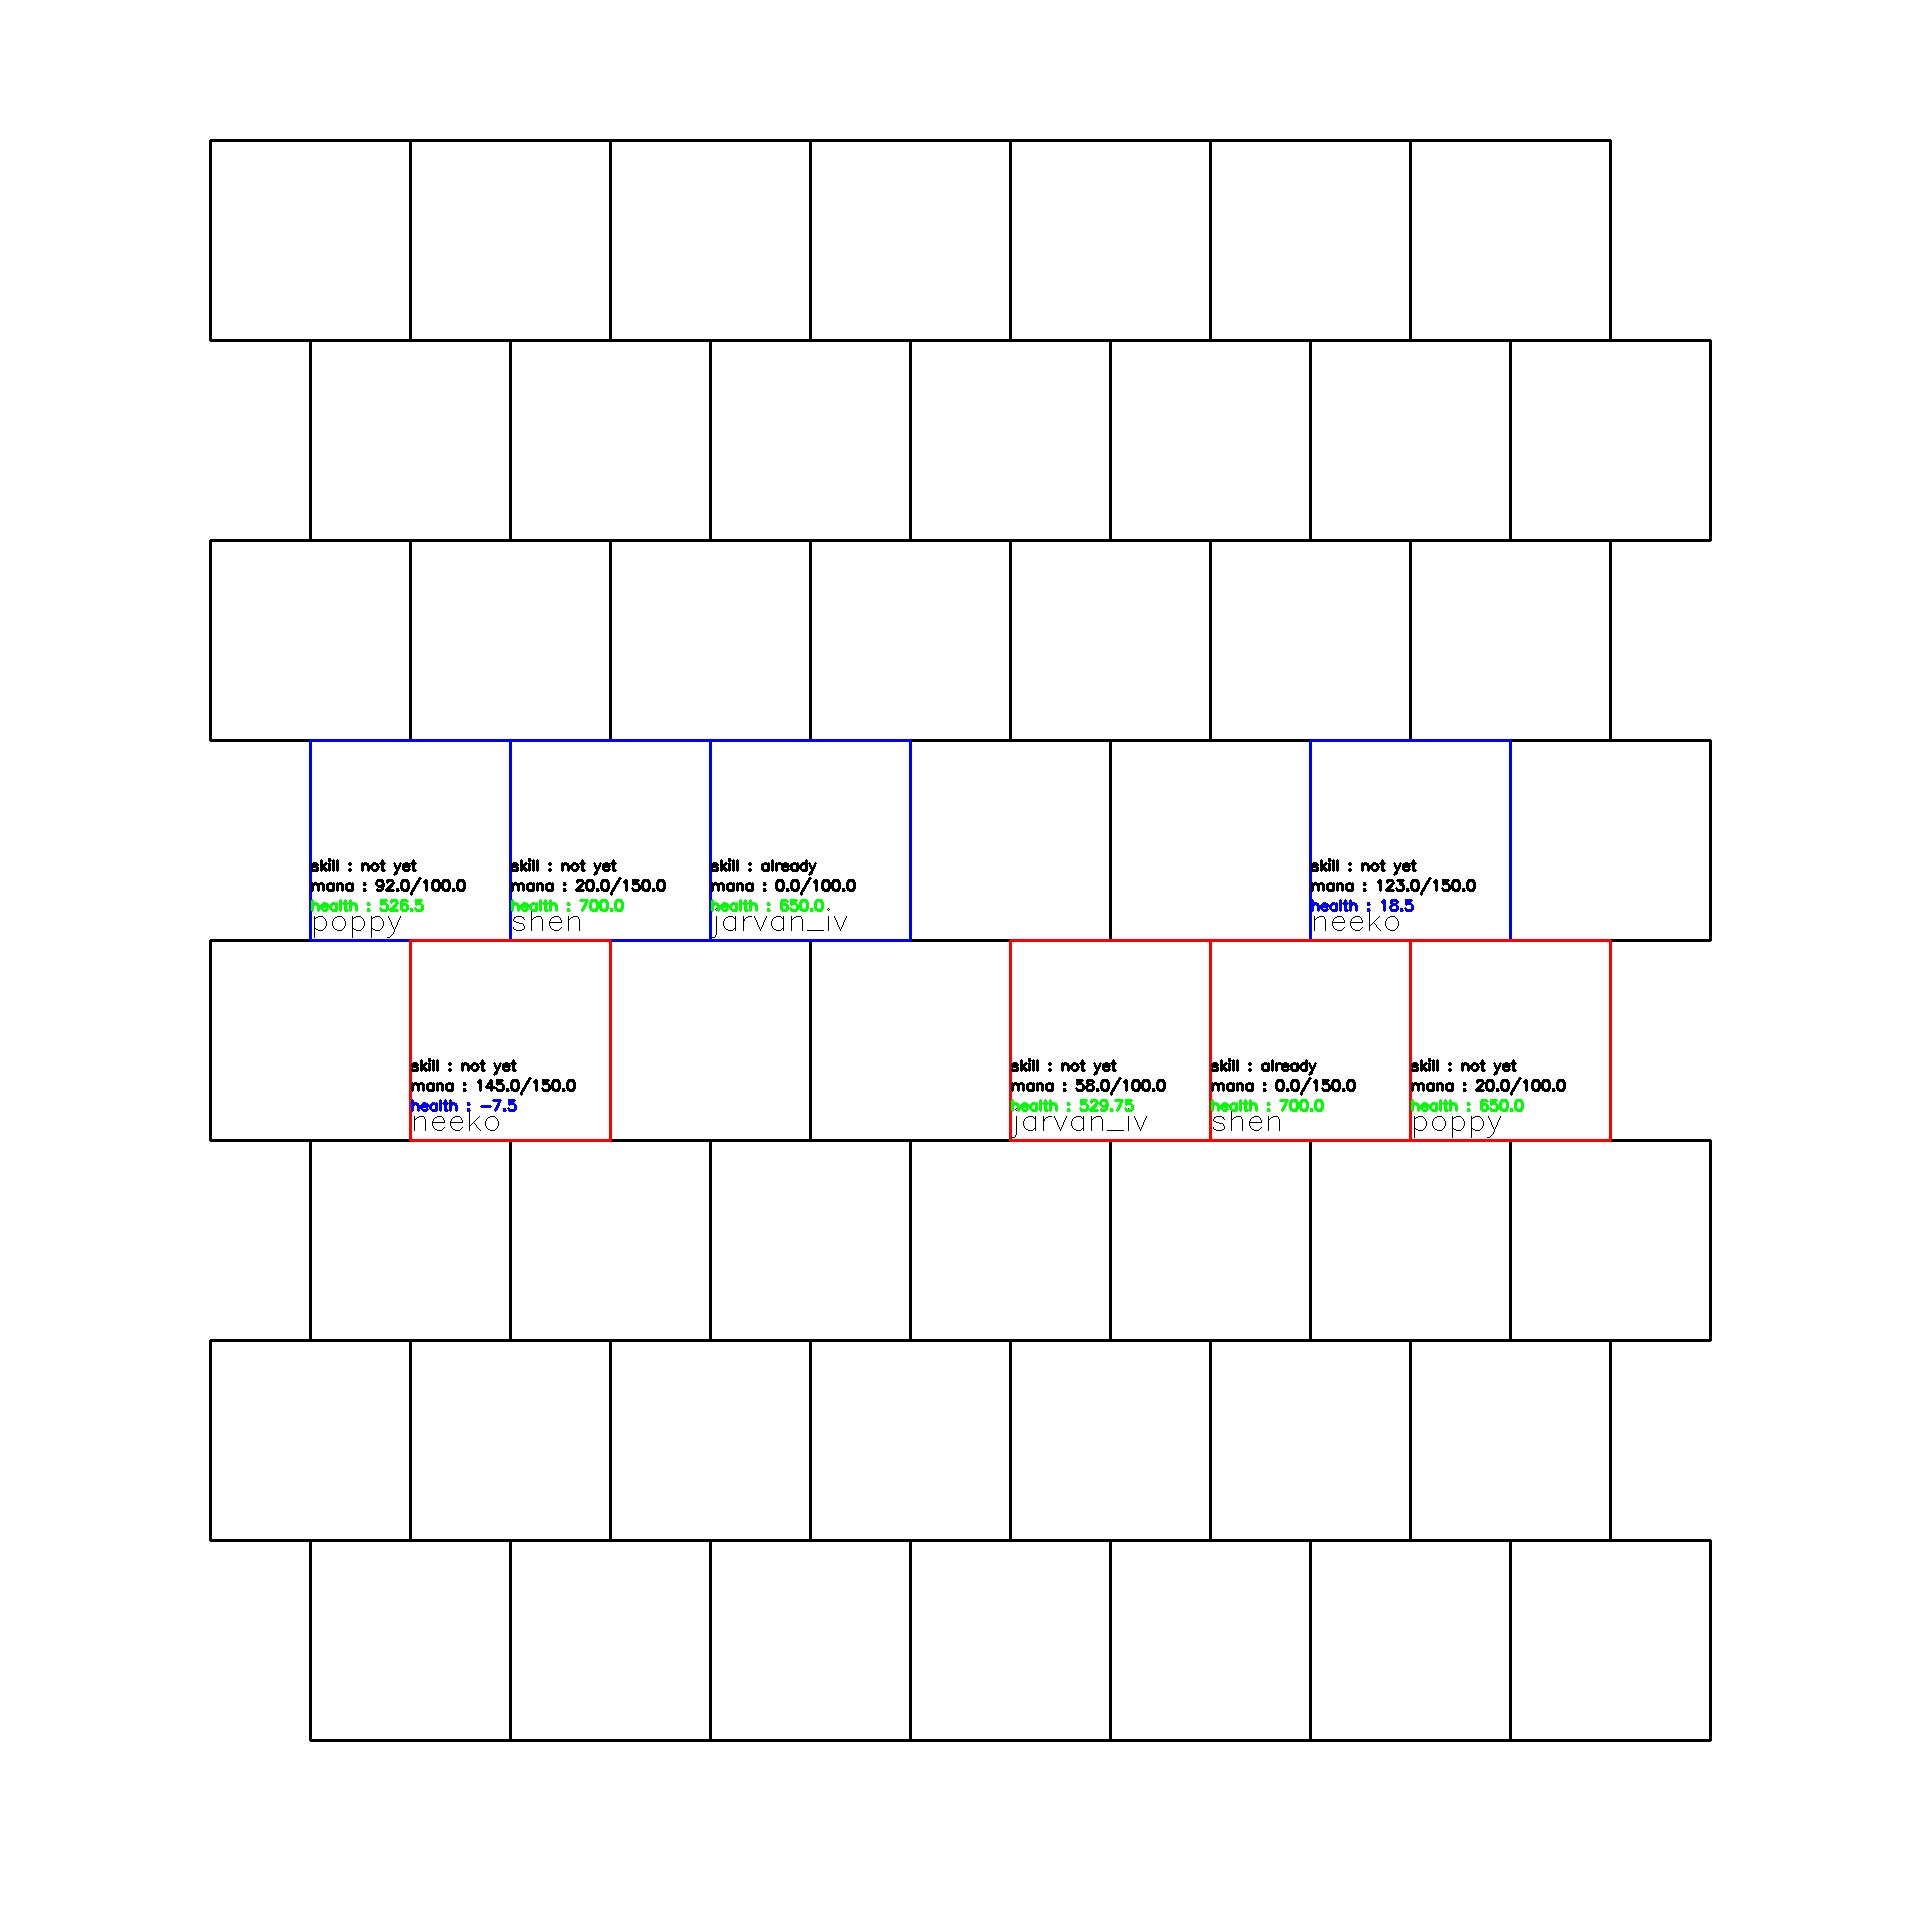 skill : not yet
mana : 92.0/100.0
health : 526.5
poppy
skill : not yet
mana : 20.0/150.0
health : 700.0
shen
skill : already
mana : 0.0/100.0
health : 650.0
jarvan_iv
skill : not yet
mana : 123.0/150.0
health : 18.5
neeko
skill : not yet
mana : 145.0/150.0
health : -7.5
neeko
skill : not yet
mana : 58.0/100.0
health : 529.75
jarvan_iv
skill : already
mana : 0.0/150.0
health : 700.0
shen
skill : not yet
mana : 20.0/100.0
health : 650.0
poppy